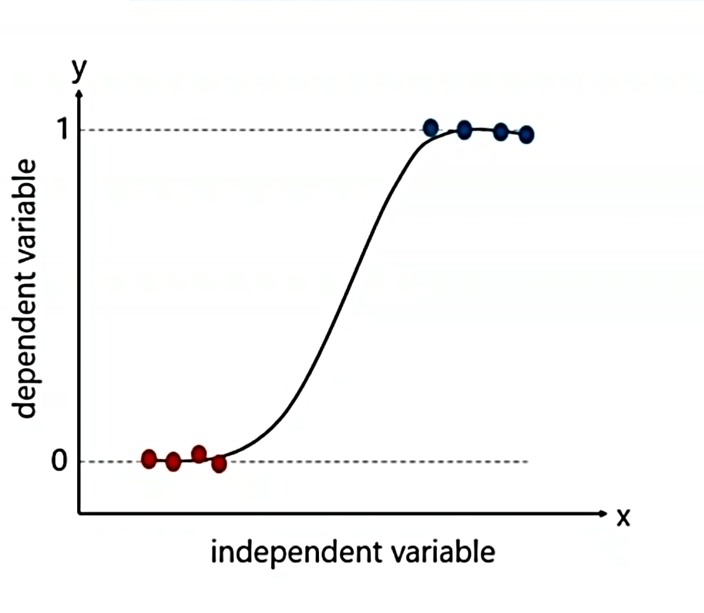 y
1
dependent variable
0
x
independent variable